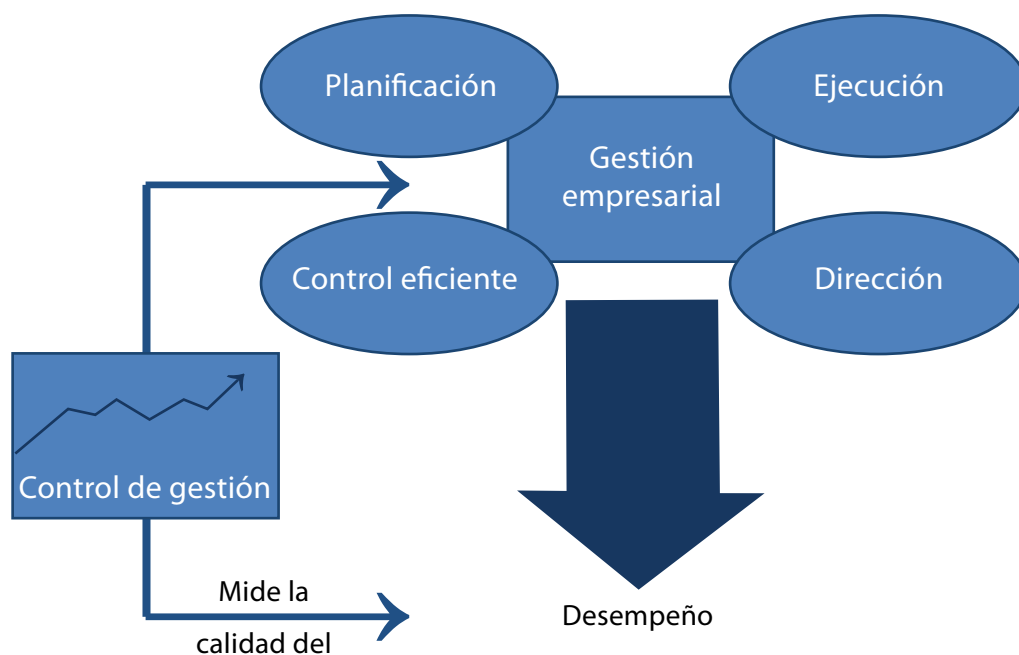 Planificación
Ejecución
Gestión
empresarial
Control eficiente
Dirección
Control de gestión
Mide la
calidad del
Desempeño